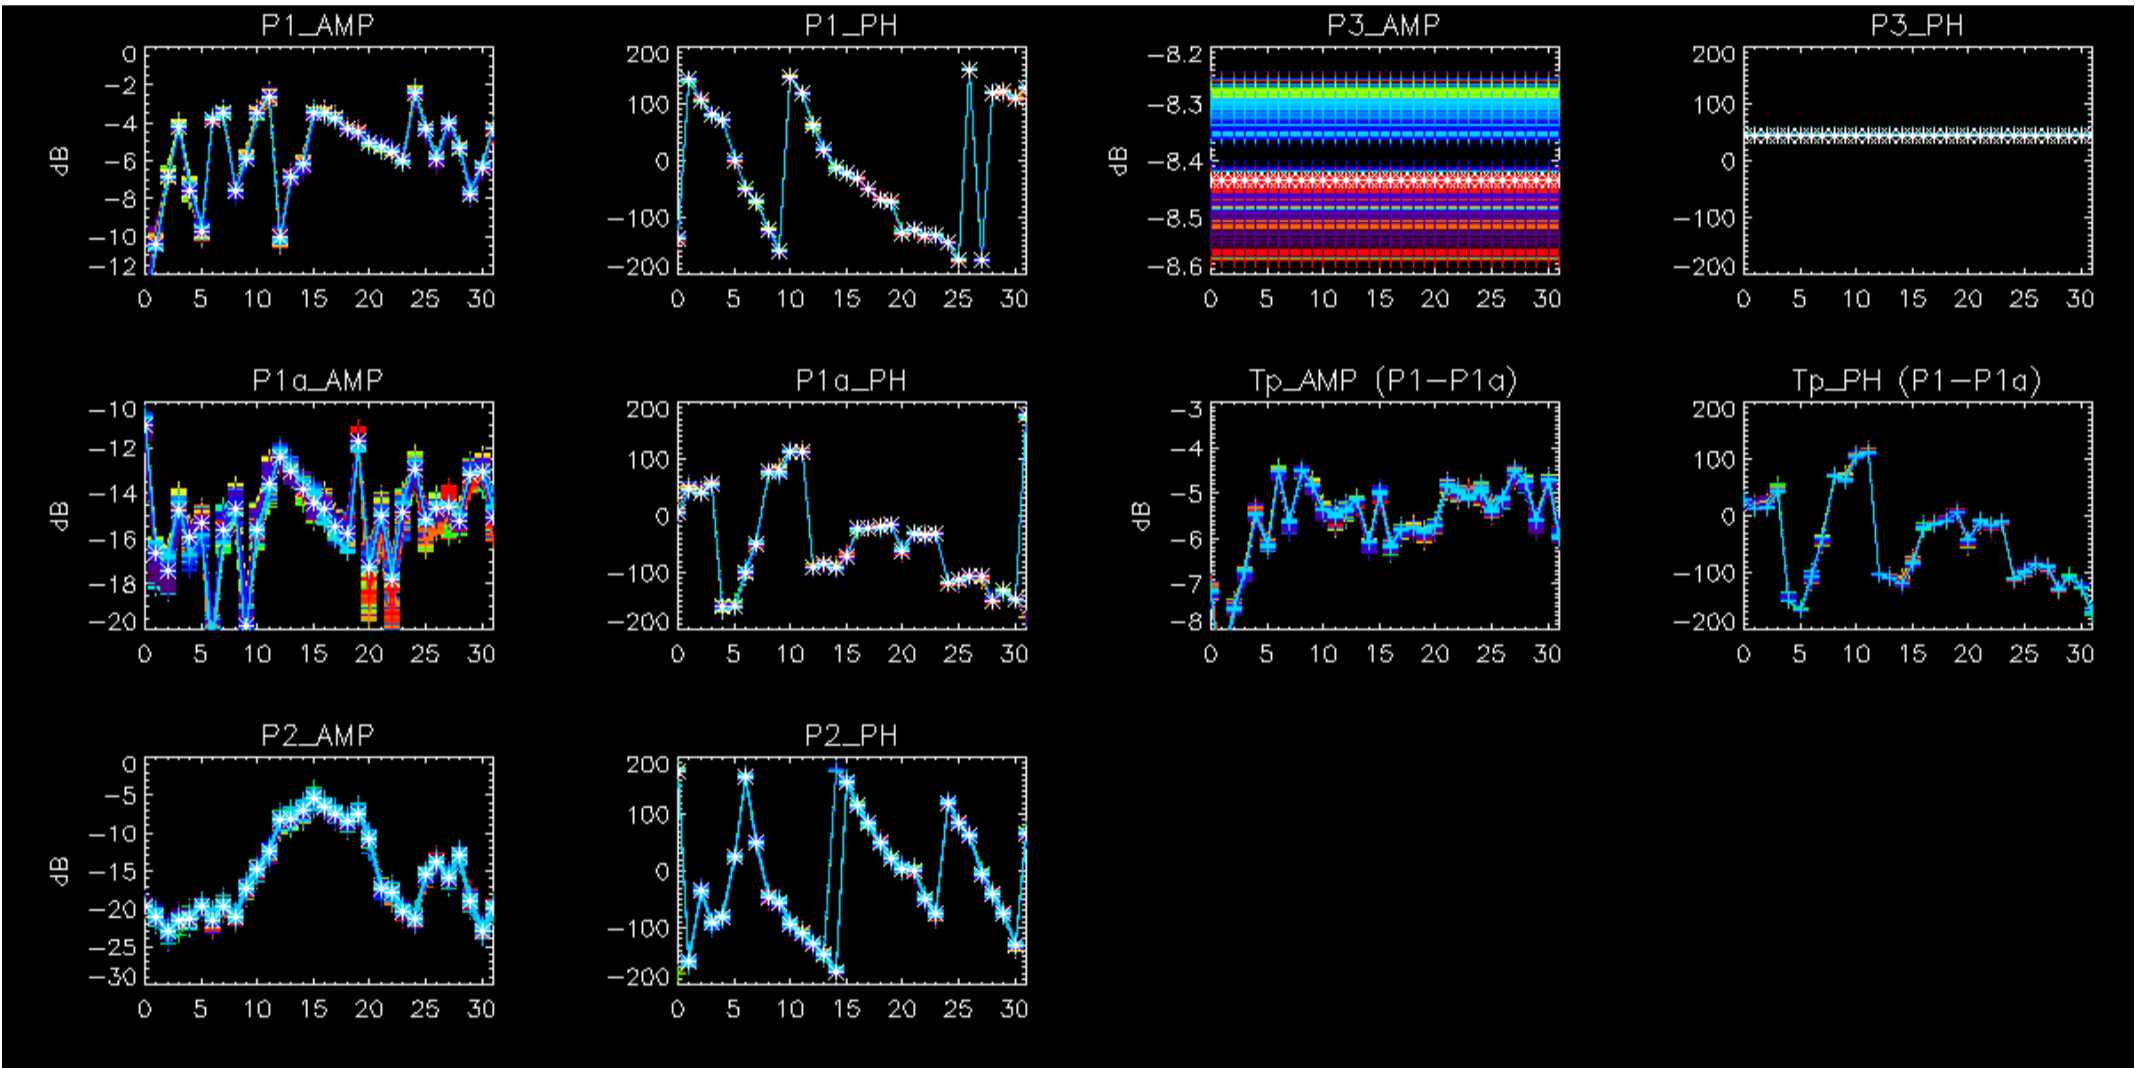 P1_AMP
P1_PH
P3_AMP
P3_PH
dB
0
-2
-4
-6
-8
-10
-12
0 5 10 15 20 25 30
200
100
0
-100
-200
0 5 10 15 20 25 30
dB
-8.2
-8.3
-8.4
-8.5
-8.6
0 5 10 15 20 25 30
200
100
0
-100
-200
0 5 10 15 20 25 30
P1a_AMP
P1a_PH
Tp_AMP (P1-P1a)
Tp_PH (P1-P1a)
dB
-10
-12
-14
-16
-18
-20
0 5 10 15 20 25 30
200
100
0
-100
-200
0 5 10 15 20 25 30
dB
-3
-4
-5
-6
-7
-8
0 5 10 15 20 25 30
200
100
0
-100
-200
0 5 10 15 20 25 30
P2_AMP
P2_PH
dB
0
-5
-10
-15
-20
-25
-30
0 5 10 15 20 25 30
200
100
0
-100
-200
0 5 10 15 20 25 30